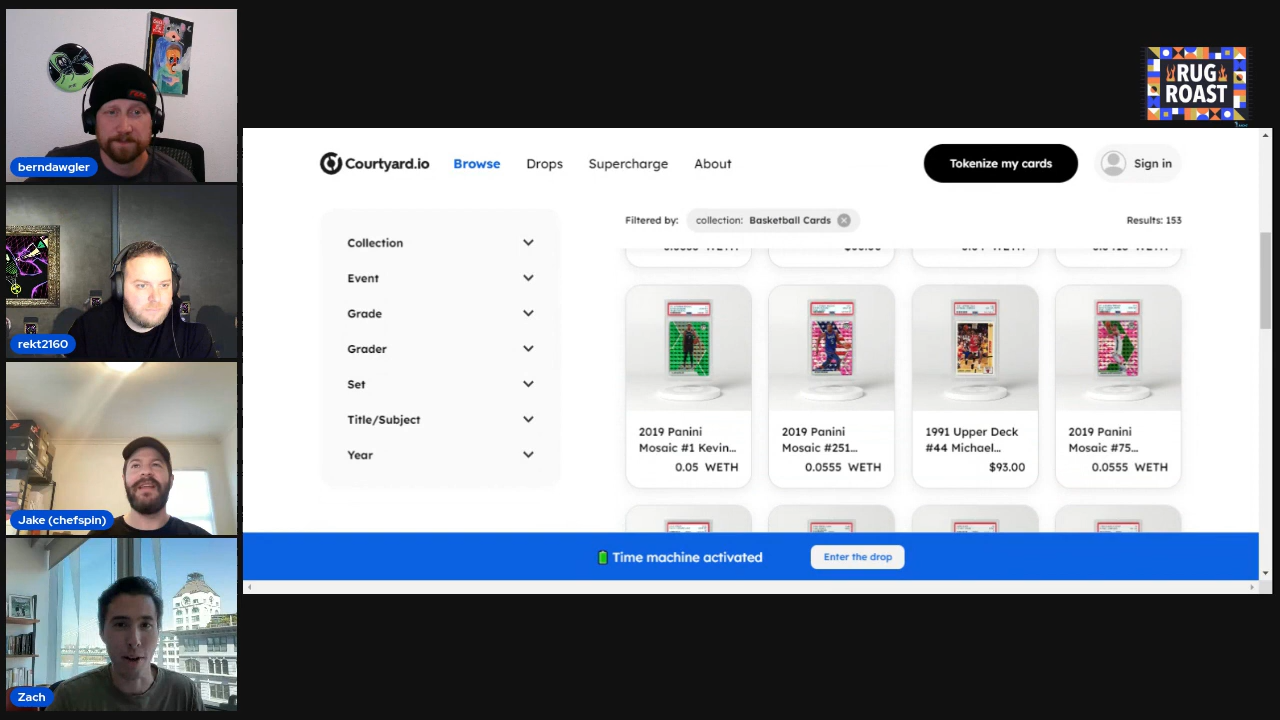 berndawgler
rekt2160
Jake (chefspin)
Zach
RUG
ROAST
Courtyard.io
Browse
Drops
Supercharge
About
Tokenize my cards
Sign in
Filtered by:
collection: Basketball Cards
Results: 153
Collection
Event
Grade
Grader
Set
Title/Subject
Year
2019 Panini
Mosaic #1 Kevin...
0.05 WETH
2019 Panini
Mosaic #251...
0.0555 WETH
1991 Upper Deck
#44 Michael...
$93.00
2019 Panini
Mosaic #75...
0.0555 WETH
Time machine activated
Enter the drop